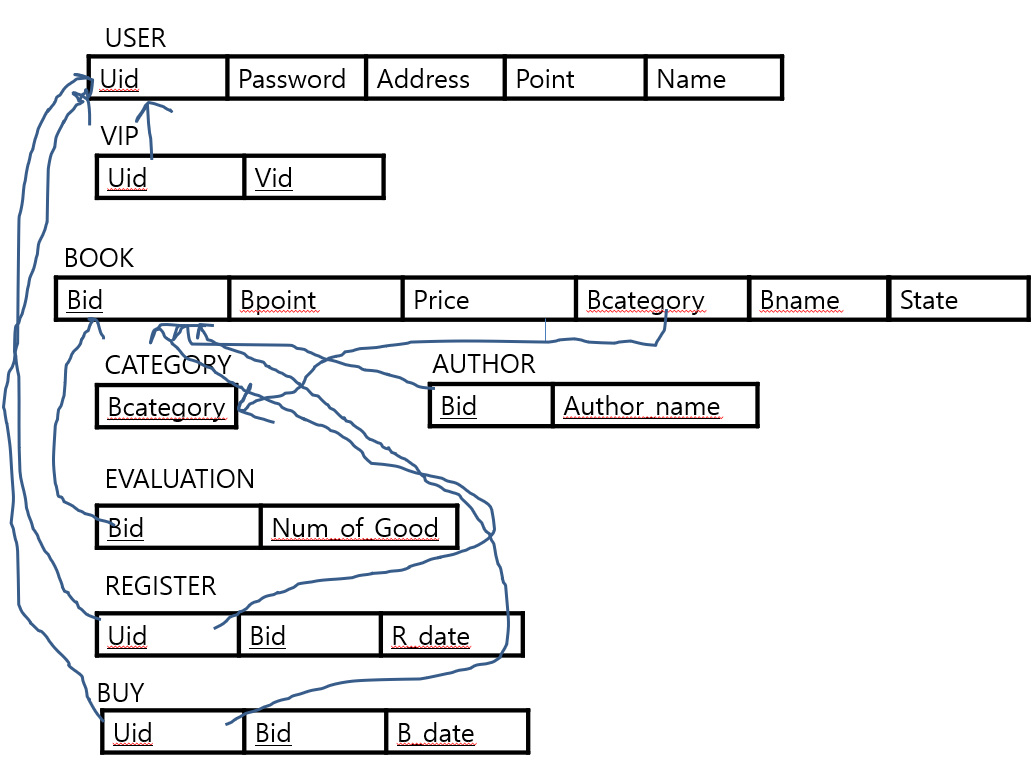 USER
Uid Password Address Point Name
VIP
Uid Vid
BOOK
Bid Bpoint Price Bcategory Bname State
CATEGORY AUTHOR
Bcategory Bid Author_name
EVALUATION
Bid Num_of_Good
REGISTER
Uid Bid R_date
BUY
Uid Bid B_date